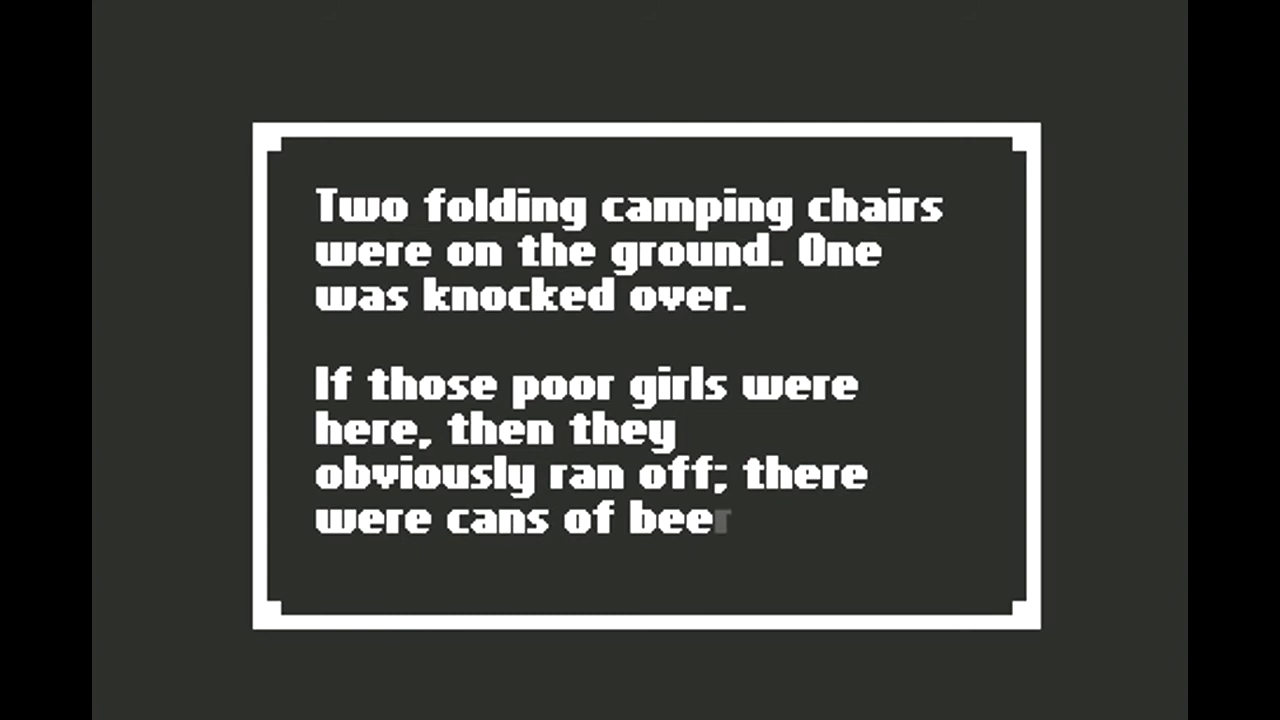 Two folding camping chairs
were on the ground. One
was knocked over.
If those poor girls were
here, then they
obviously ran off; there
were cans of beer